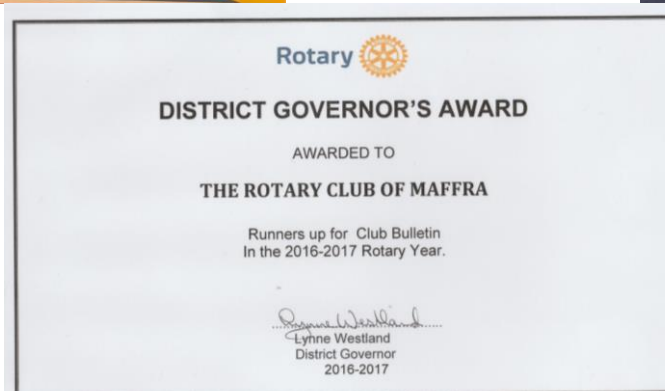 Rotary
DISTRICT GOVERNOR'S AWARD
AWARDED TO
THE ROTARY CLUB OF MAFFRA
Runners up for Club Bulletin
In the 2016-2017 Rotary Year.
Lynne Westland
Lynne Westland
District Governor
2016-2017